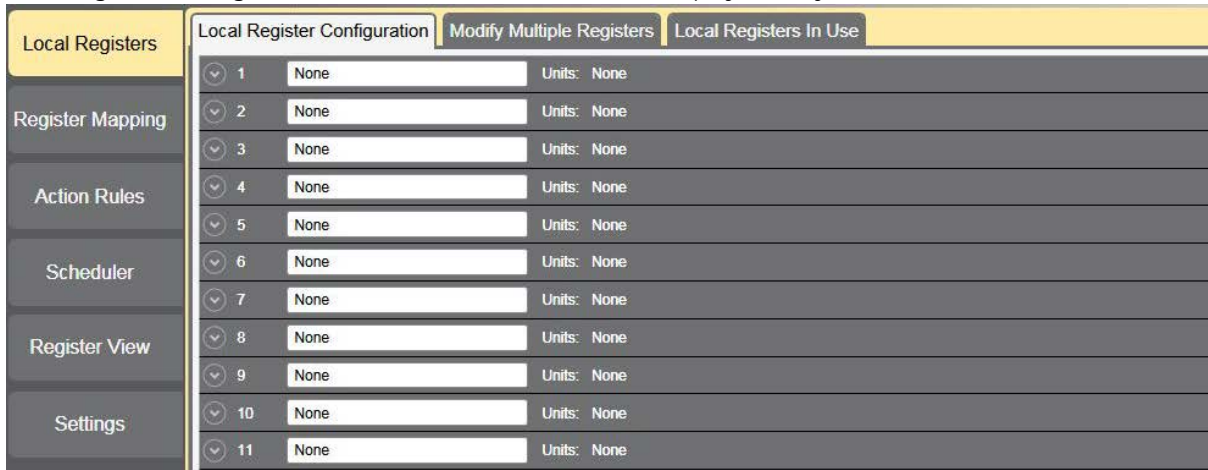 Local Registers
Register Mapping
Action Rules
Scheduler
Register View
Settings
Local Register Configuration Modify Multiple Registers Local Registers In Use
1 None Units: None
2 None Units: None
3 None Units: None
4 None Units: None
5 None Units: None
6 None Units: None
7 None Units: None
8 None Units: None
9 None Units: None
10 None Units: None
11 None Units: None